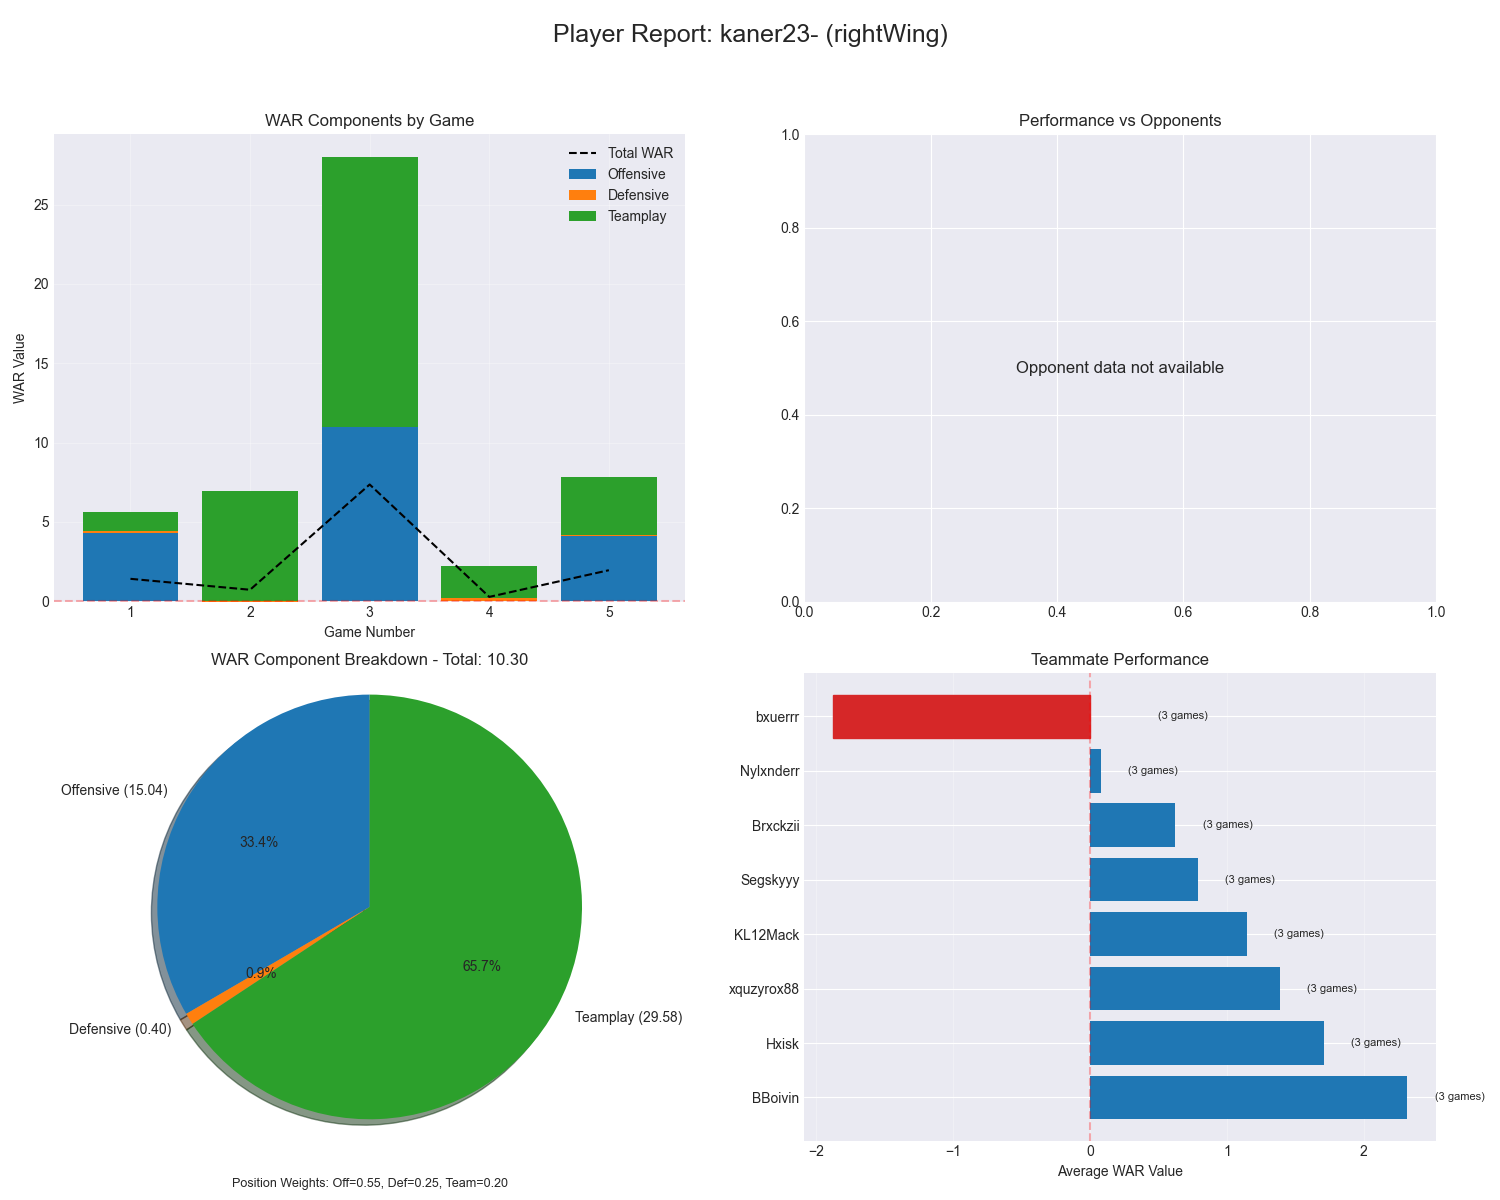 Player Report: kaner23- (rightWing)
WAR Components by Game
WAR Value
25
20
15
10
5
0
1 2 3 4 5
Game Number
Total WAR
Offensive
Defensive
Teamplay
Performance vs Opponents
1.0
0.8
0.6
0.4
0.2
0.0
Opponent data not available
0.0 0.2 0.4 0.6 0.8 1.0
WAR Component Breakdown - Total: 10.30
Offensive (15.04)
33.4%
0.9%
65.7%
Defensive (0.40)
Teamplay (29.58)
Position Weights: Off=0.55, Def=0.25, Team=0.20
Teammate Performance
bxuerrr (3 games)
Nylxnderr (3 games)
Brxckzii (3 games)
Segskyyy (3 games)
KL12Mack (3 games)
xquzyrox88 (3 games)
Hxisk (3 games)
BBoivin (3 games)
−2 −1 0 1 2
Average WAR Value